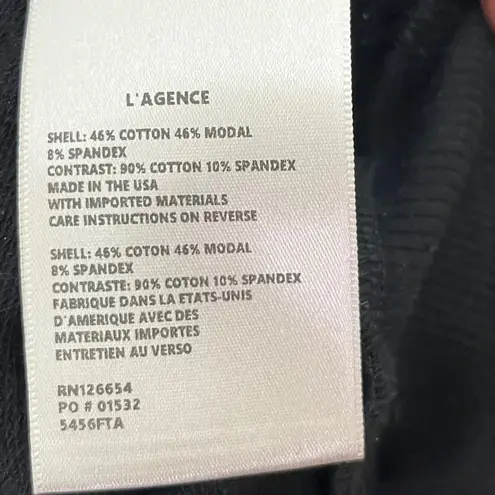 L'AGENCE
SHELL: 46% COTTON 46% MODAL
8% SPANDEX
CONTRAST: 90% COTTON 10% SPANDEX
MADE IN THE USA
WITH IMPORTED MATERIALS
CARE INSTRUCTIONS ON REVERSE
SHELL: 46% COTON 46% MODAL
8% SPANDEX
CONTRASTE: 90% COTON 10% SPANDEX
FABRIQUE DANS LA ETATS-UNIS
D'AMERIQUE AVEC DES
MATERIAUX IMPORTES
ENTRETIEN AU VERSO
RN126654
PO # 01532
5456FTA